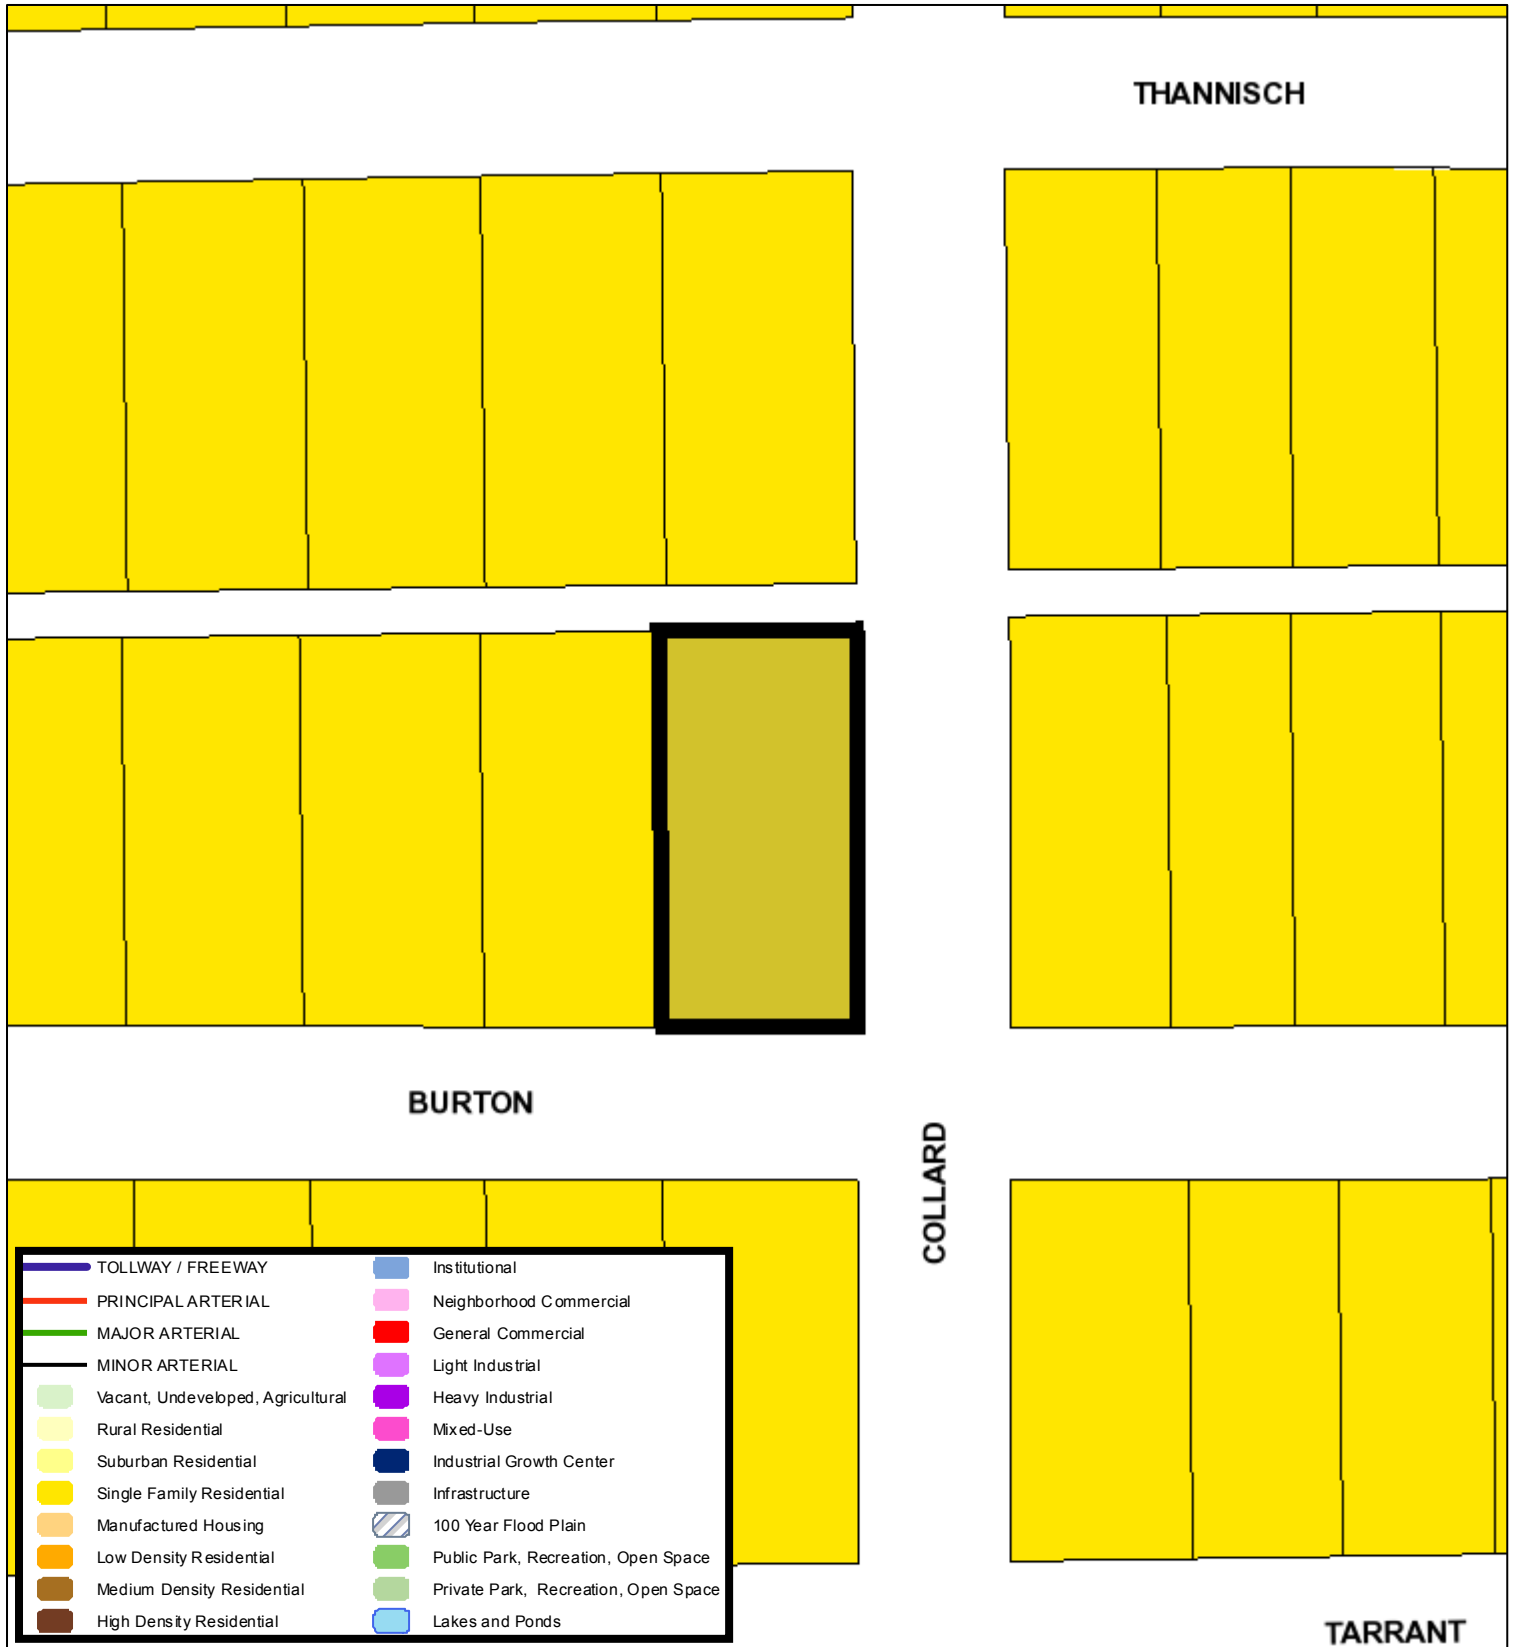 THANNISCH
BURTON
COLLARD
TOLLWAY / FREEWAY
PRINCIPAL ARTERIAL
MAJOR ARTERIAL
MINOR ARTERIAL
Vacant, Undeveloped, Agricultural
Rural Residential
Suburban Residential
Single Family Residential
Manufactured Housing
Low Density Residential
Medium Density Residential
High Density Residential
Institutional
Neighborhood Commercial
General Commercial
Light Industrial
Heavy Industrial
Mixed-Use
Industrial Growth Center
Infrastructure
100 Year Flood Plain
Public Park, Recreation, Open Space
Private Park, Recreation, Open Space
Lakes and Ponds
TARRANT